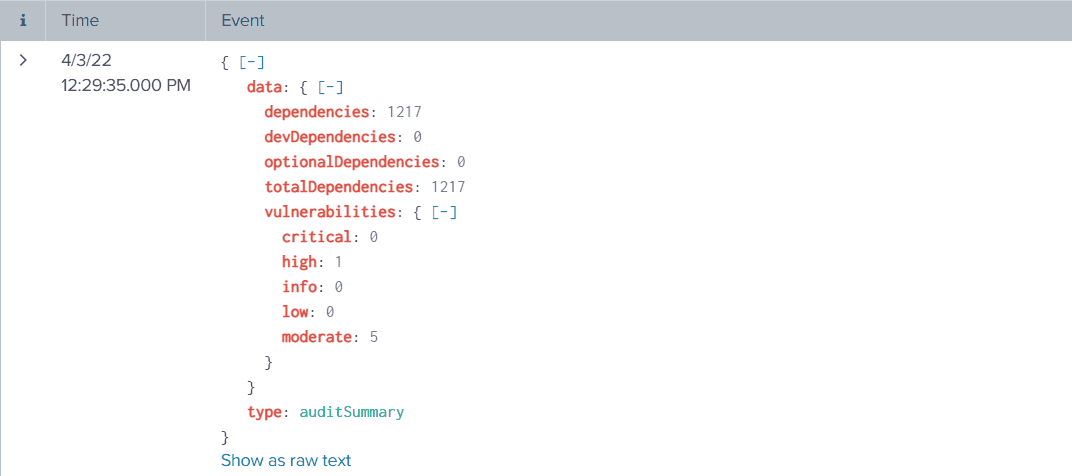 i Time Event
> 4/3/22 { [-]
12:29:35.000 PM data: { [-]
dependencies: 1217
devDependencies: 0
optionalDependencies: 0
totalDependencies: 1217
vulnerabilities: { [-]
critical: 0
high: 1
info: 0
low: 0
moderate: 5
}
}
type: auditSummary
}
Show as raw text